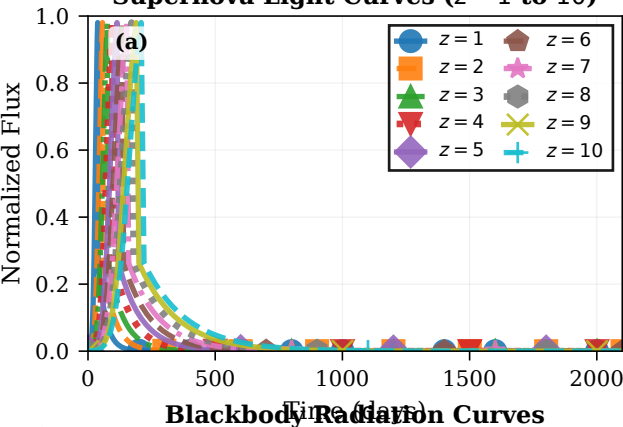 Supernova Light Curves (z = 1 to 10)
(a)
Normalized Flux
1.0
0.8
0.6
0.4
0.2
0.0
z = 1
z = 2
z = 3
z = 4
z = 5
z = 6
z = 7
z = 8
z = 9
z = 10
0 500 1000 1500 2000
Time (days)
Blackbody Radiation Curves